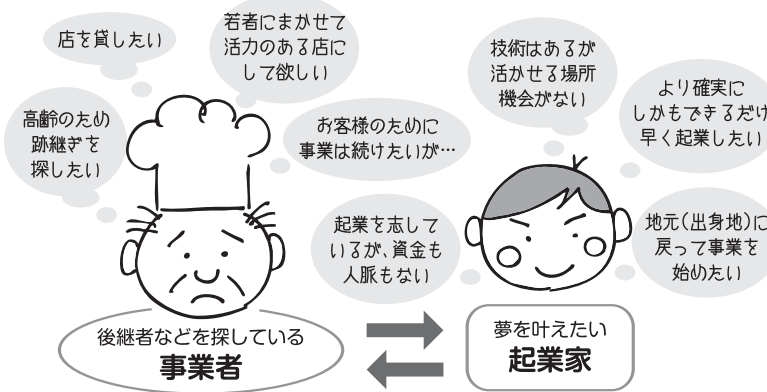 店を貸したい
若者にまかせて
活力のある店に
して欲しい
高齢のため
跡継ぎを
探したい
お客様のために
事業は続けたいが…
技術はあるが
活かせる場所
機会がない
より確実に
しかもできるだけ
早く起業したい
起業を志して
いるが、資金も
人脈もない
地元(出身地)に
戻って事業を
始めたい
後継者などを探している
事業者
夢を叶えたい
起業家